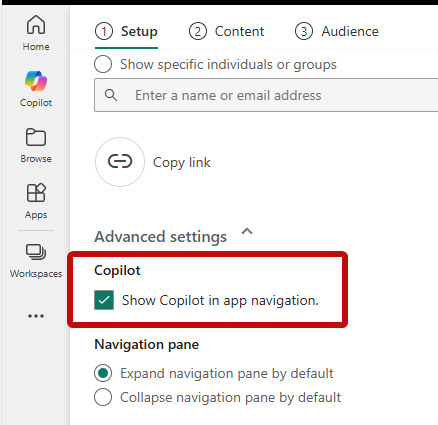 Home
Copilot
Browse
Apps
Workspaces
1 Setup 2 Content 3 Audience
Show specific individuals or groups
Enter a name or email address
Copy link
Advanced settings
Copilot
Show Copilot in app navigation.
Navigation pane
Expand navigation pane by default
Collapse navigation pane by default